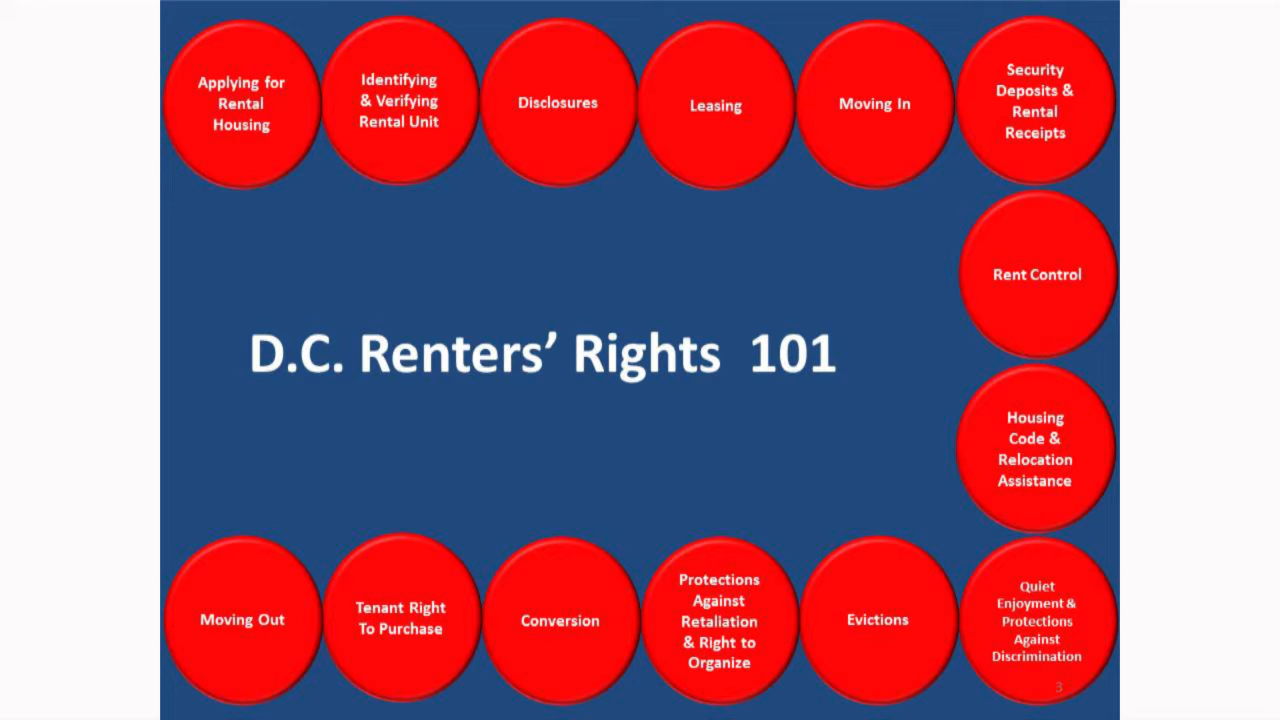 Applying for
Rental
Housing
Identifying
& Verifying
Rental Unit
Disclosures
Leasing
Moving In
Security
Deposits &
Rental
Receipts
Rent Control
D.C. Renters’ Rights 101
Housing
Code &
Relocation
Assistance
Moving Out
Tenant Right
To Purchase
Conversion
Protections
Against
Retaliation
& Right to
Organize
Evictions
Quiet
Enjoyment &
Protections
Against
Discrimination
3